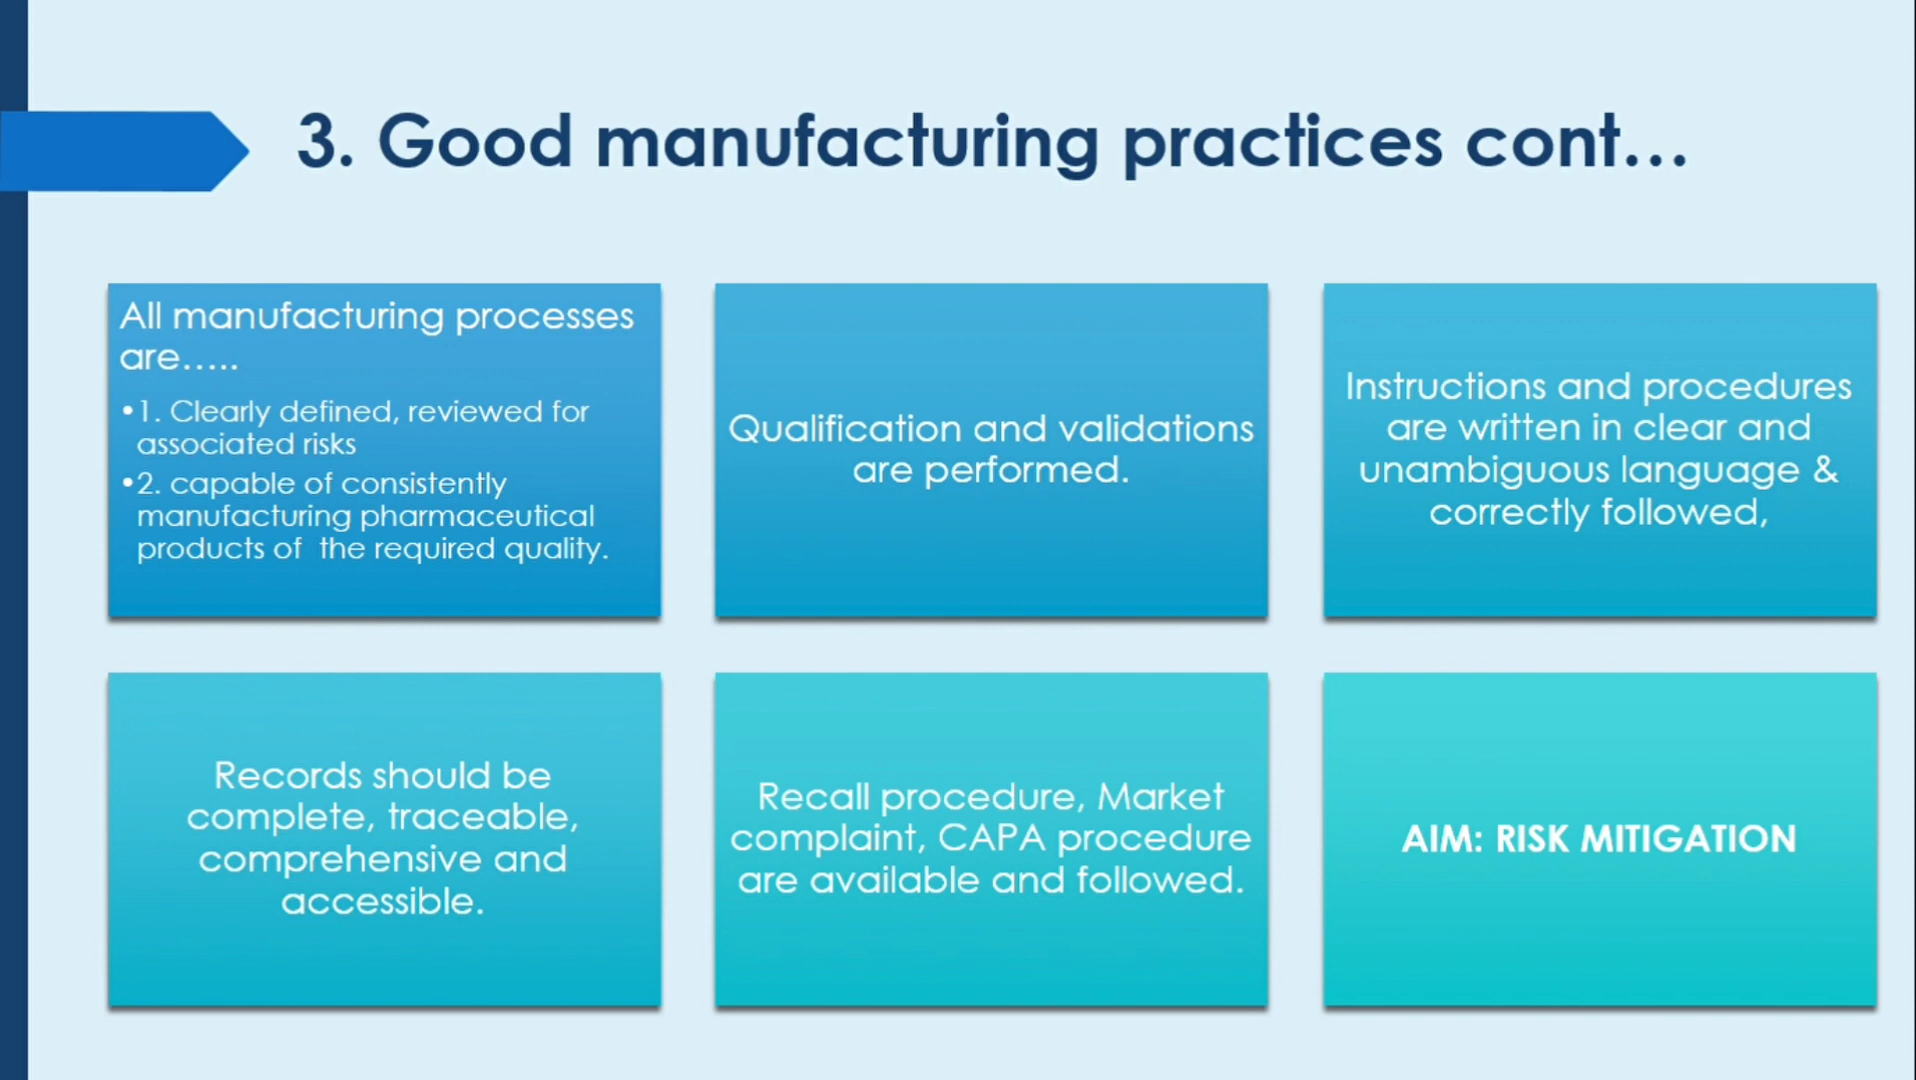 3. Good manufacturing practices cont...
All manufacturing processes
are.....
•1. Clearly defined, reviewed for
associated risks
•2. capable of consistently
manufacturing pharmaceutical
products of  the required quality.
Qualification and validations
are performed.
Instructions and procedures
are written in clear and
unambiguous language &
correctly followed,
Records should be
complete, traceable,
comprehensive and
accessible.
Recall procedure, Market
complaint, CAPA procedure
are available and followed.
AIM: RISK MITIGATION